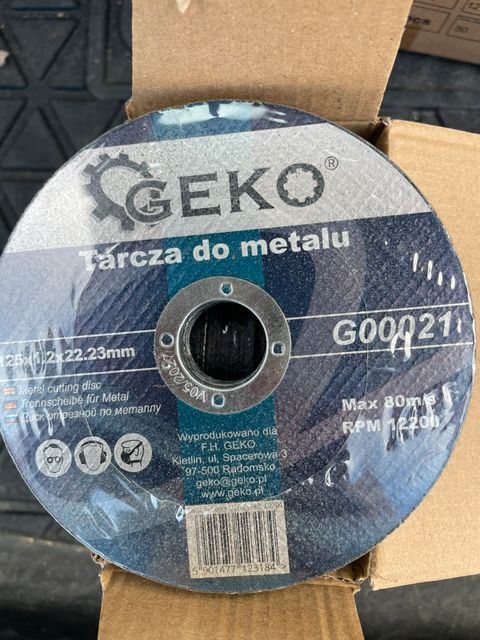 GEKO®
Tarcza do metalu
125x1.2x22.23mm
G00021
Metal cutting disc
Trennscheibe für Metal
Диск отрезной по металлу
Max 80m/s
RPM 12200
V05.2027
Wyprodukowano dla
F.H. GEKO
Kietlin, ul. Spacerowa 3
97-500 Radomsko
geko@geko.pl
www.geko.pl
5 901477 123184 >